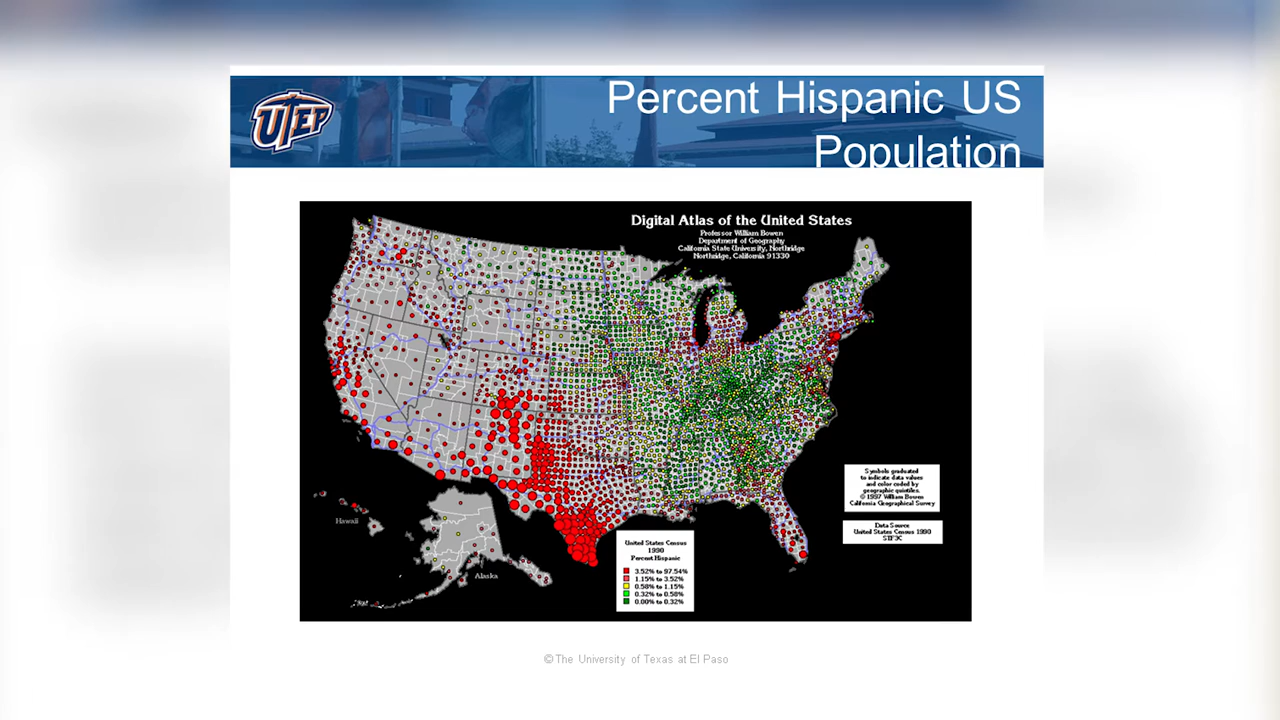 UTEP
Percent Hispanic US
Population
Digital Atlas of the United States
Professor William Bowen
Department of Geography
California State University, Northridge
Northridge, California 91330
Symbols graduated
to indicate data values
and color coded by
geographic quintiles.
© 1997 William Bowen
California Geographical Survey
Hawaii
Data Source
United States Census 1990
STF3C
United States Census
1990
Percent Hispanic
3.52% to 97.54%
1.15% to 3.52%
0.58% to 1.15%
0.32% to 0.58%
0.00% to 0.32%
Alaska
© The University of Texas at El Paso